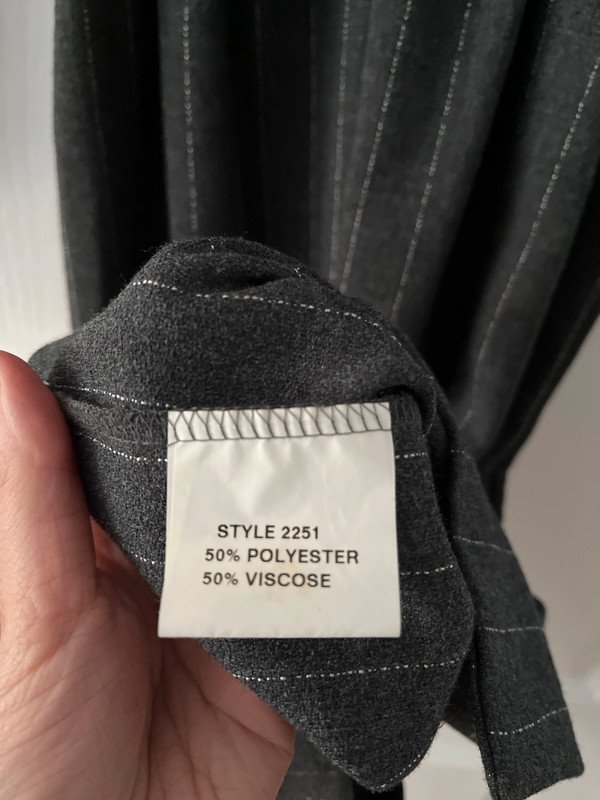 STYLE 2251
50% POLYESTER
50% VISCOSE